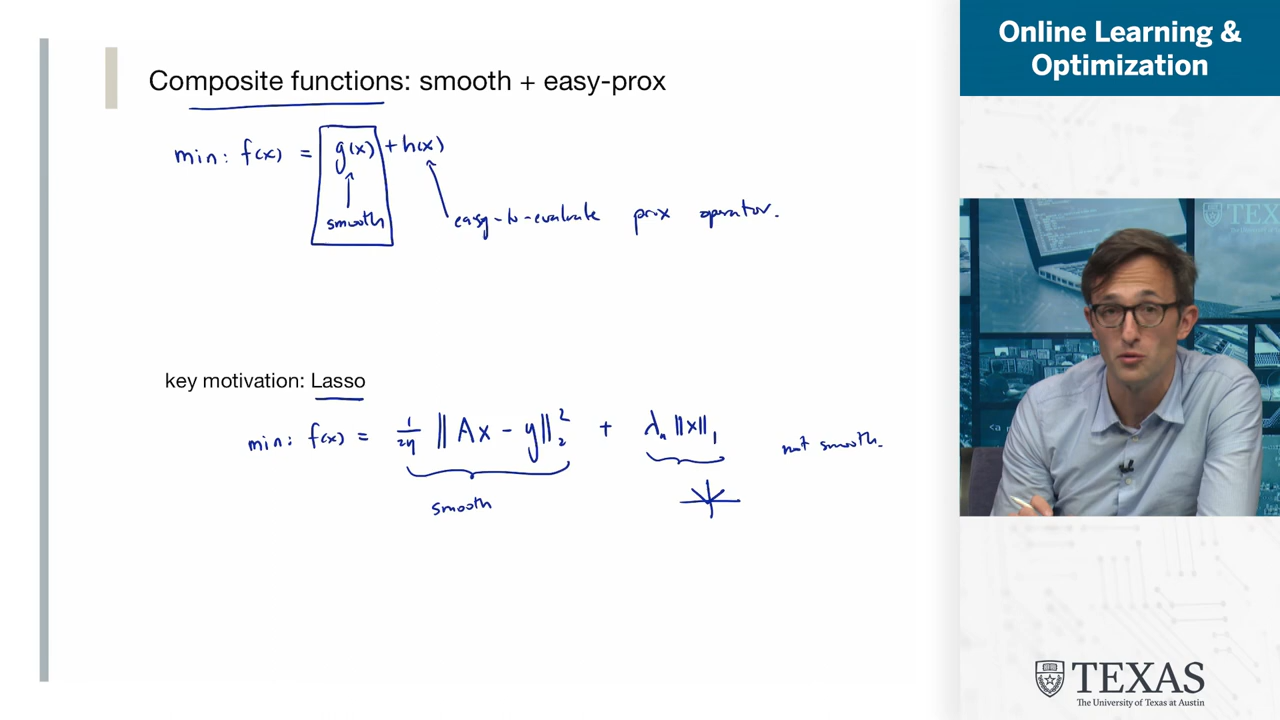 Composite functions: smooth + easy-prox
min: f(x) = g(x) + h(x)
smooth
easy-to-evaluate prox operator.
key motivation: Lasso
min: f(x) = 1/2η ‖Ax - y‖₂² + λₙ ‖x‖₁
not smooth.
smooth
Online Learning &
Optimization
TEXAS
The University of Texas at Austin